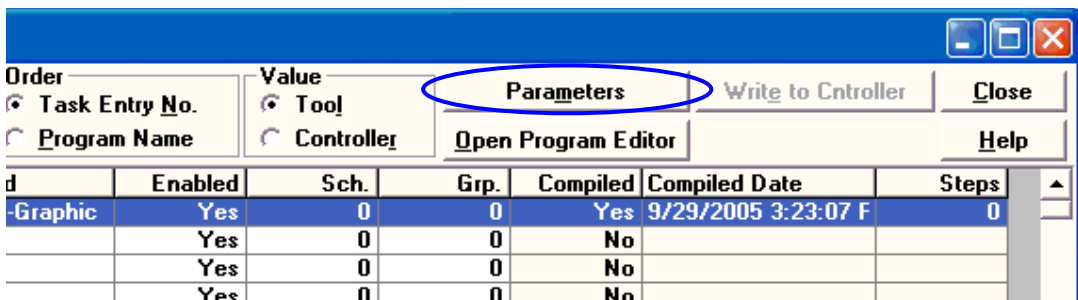 Order Value Parameters Write to Cntroller Close
Task Entry No. Tool
Program Name Controller Open Program Editor Help
d Enabled Sch. Grp. Compiled Compiled Date Steps
-Graphic Yes 0 0 Yes 9/29/2005 3:23:07 F 0
Yes 0 0 No
Yes 0 0 No
Yes 0 0 No